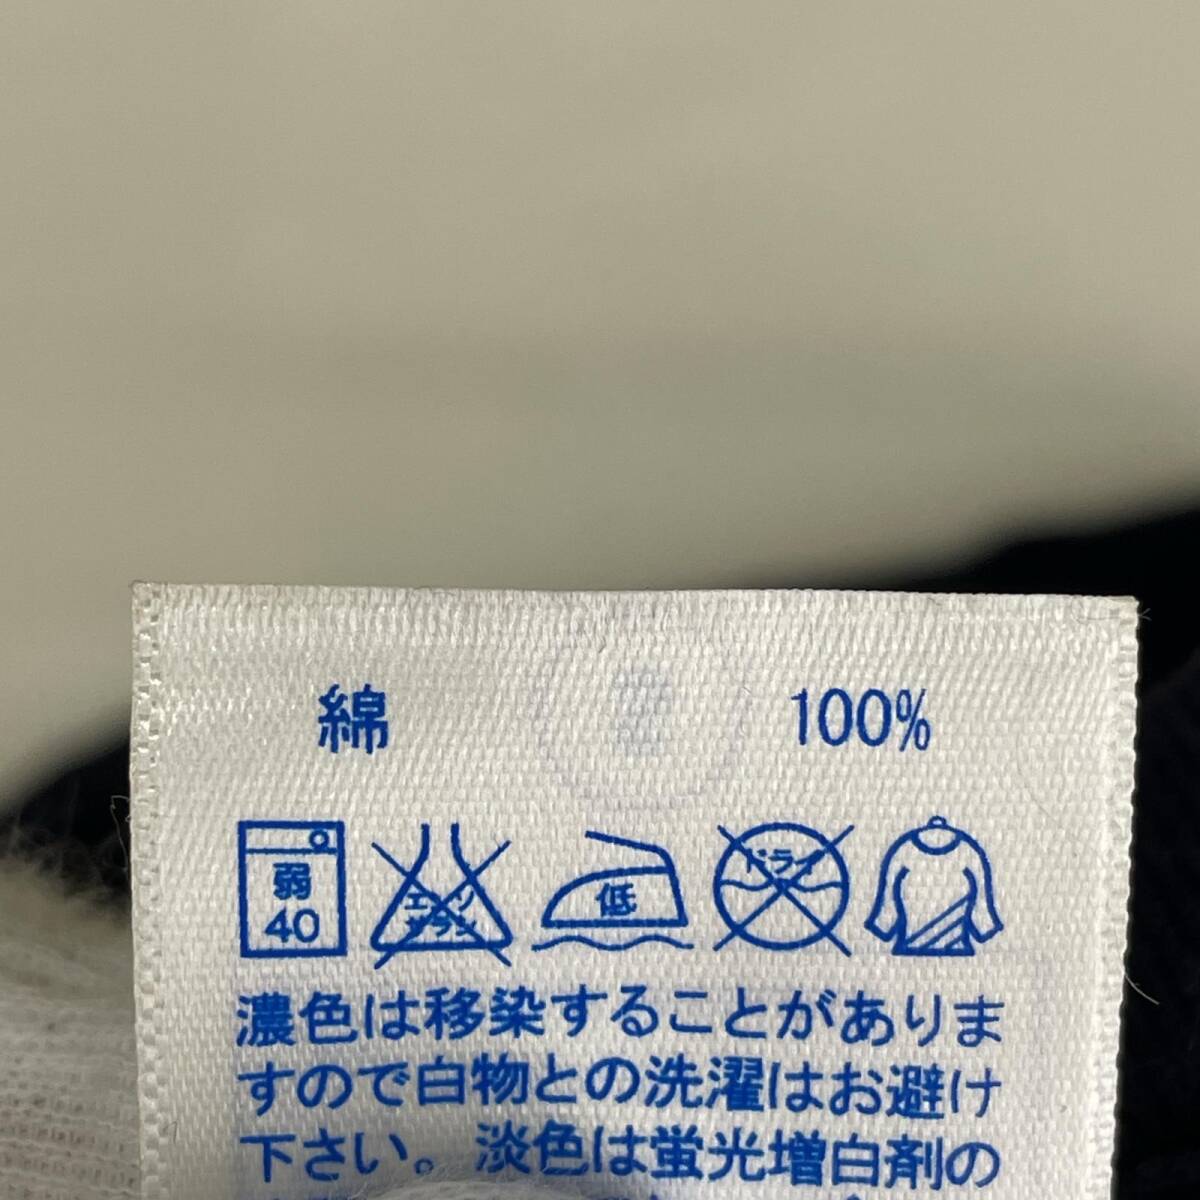 綿 100%
弱 40 エンソ サラシ 低 ドライ
濃色は移染することがありま
すので白物との洗濯はお避け
下さい。淡色は蛍光増白剤の